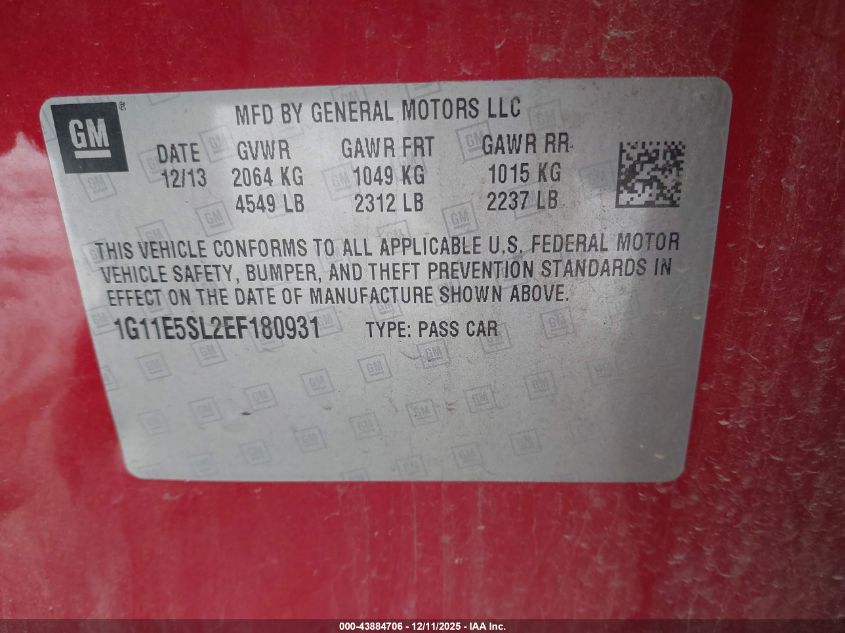 GM ®
MFD BY GENERAL MOTORS LLC
DATE GVWR GAWR FRT GAWR RR
12/13 2064 KG 1049 KG 1015 KG
4549 LB 2312 LB 2237 LB
THIS VEHICLE CONFORMS TO ALL APPLICABLE U.S. FEDERAL MOTOR
VEHICLE SAFETY, BUMPER, AND THEFT PREVENTION STANDARDS IN
EFFECT ON THE DATE OF MANUFACTURE SHOWN ABOVE.
1G11E5SL2EF180931 TYPE: PASS CAR
000-43884706 - 12/11/2025 - IAA Inc.